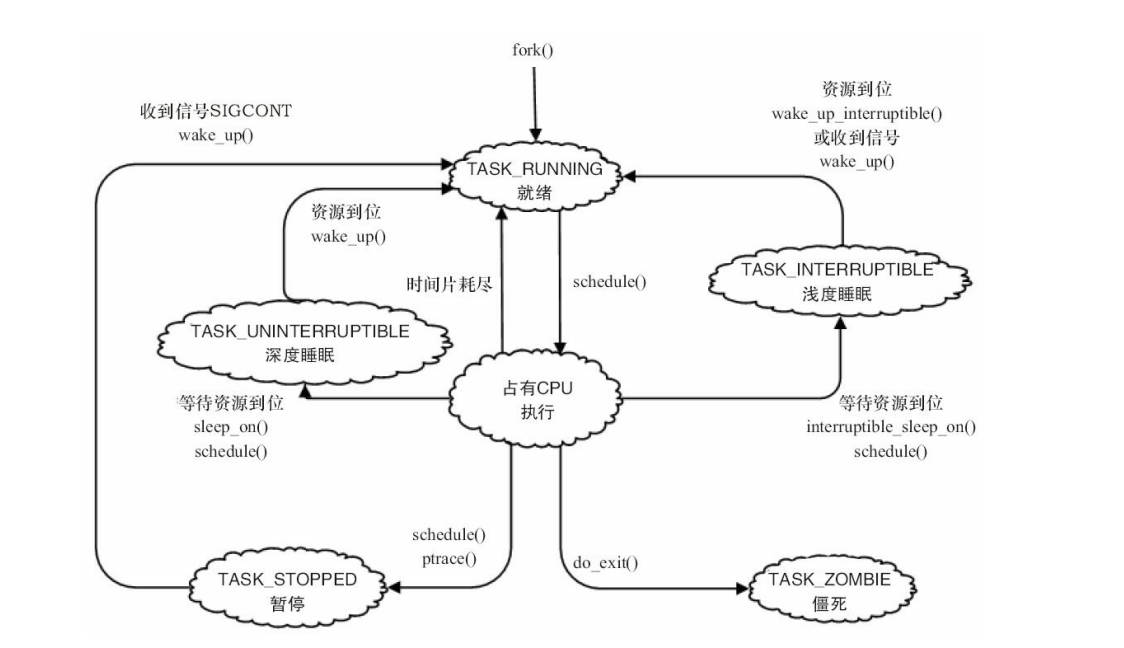 fork()
收到信号SIGCONT
wake_up()
资源到位
wake_up_interruptible()
或收到信号
wake_up()
TASK_RUNNING
就绪
资源到位
wake_up()
时间片耗尽
schedule()
TASK_INTERRUPTIBLE
浅度睡眠
TASK_UNINTERRUPTIBLE
深度睡眠
占有CPU
执行
等待资源到位
sleep_on()
schedule()
等待资源到位
interruptible_sleep_on()
schedule()
schedule()
ptrace()
do_exit()
TASK_STOPPED
暂停
TASK_ZOMBIE
僵死